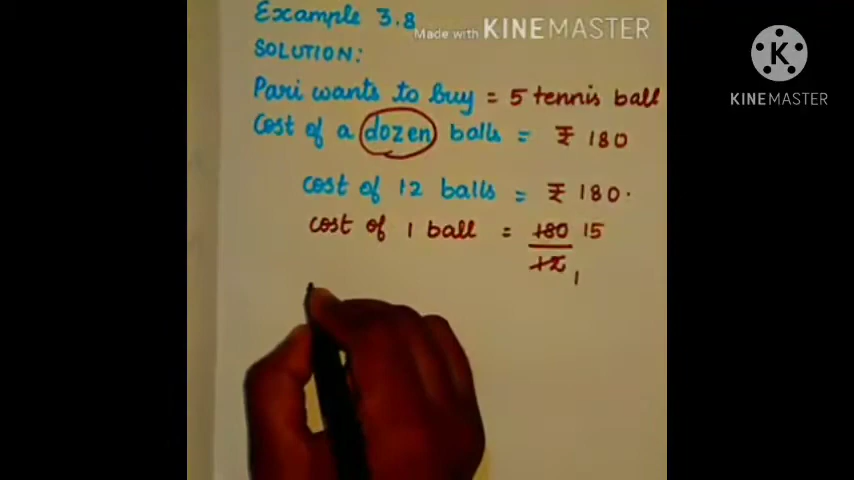 Example 3.8
Made with KINEMASTER
SOLUTION:
K
KINEMASTER
Pari wants to buy = 5 tennis ball
Cost of a dozen balls = ₹ 180
cost of 12 balls = ₹ 180.
cost of 1 ball = 180 15
12 1